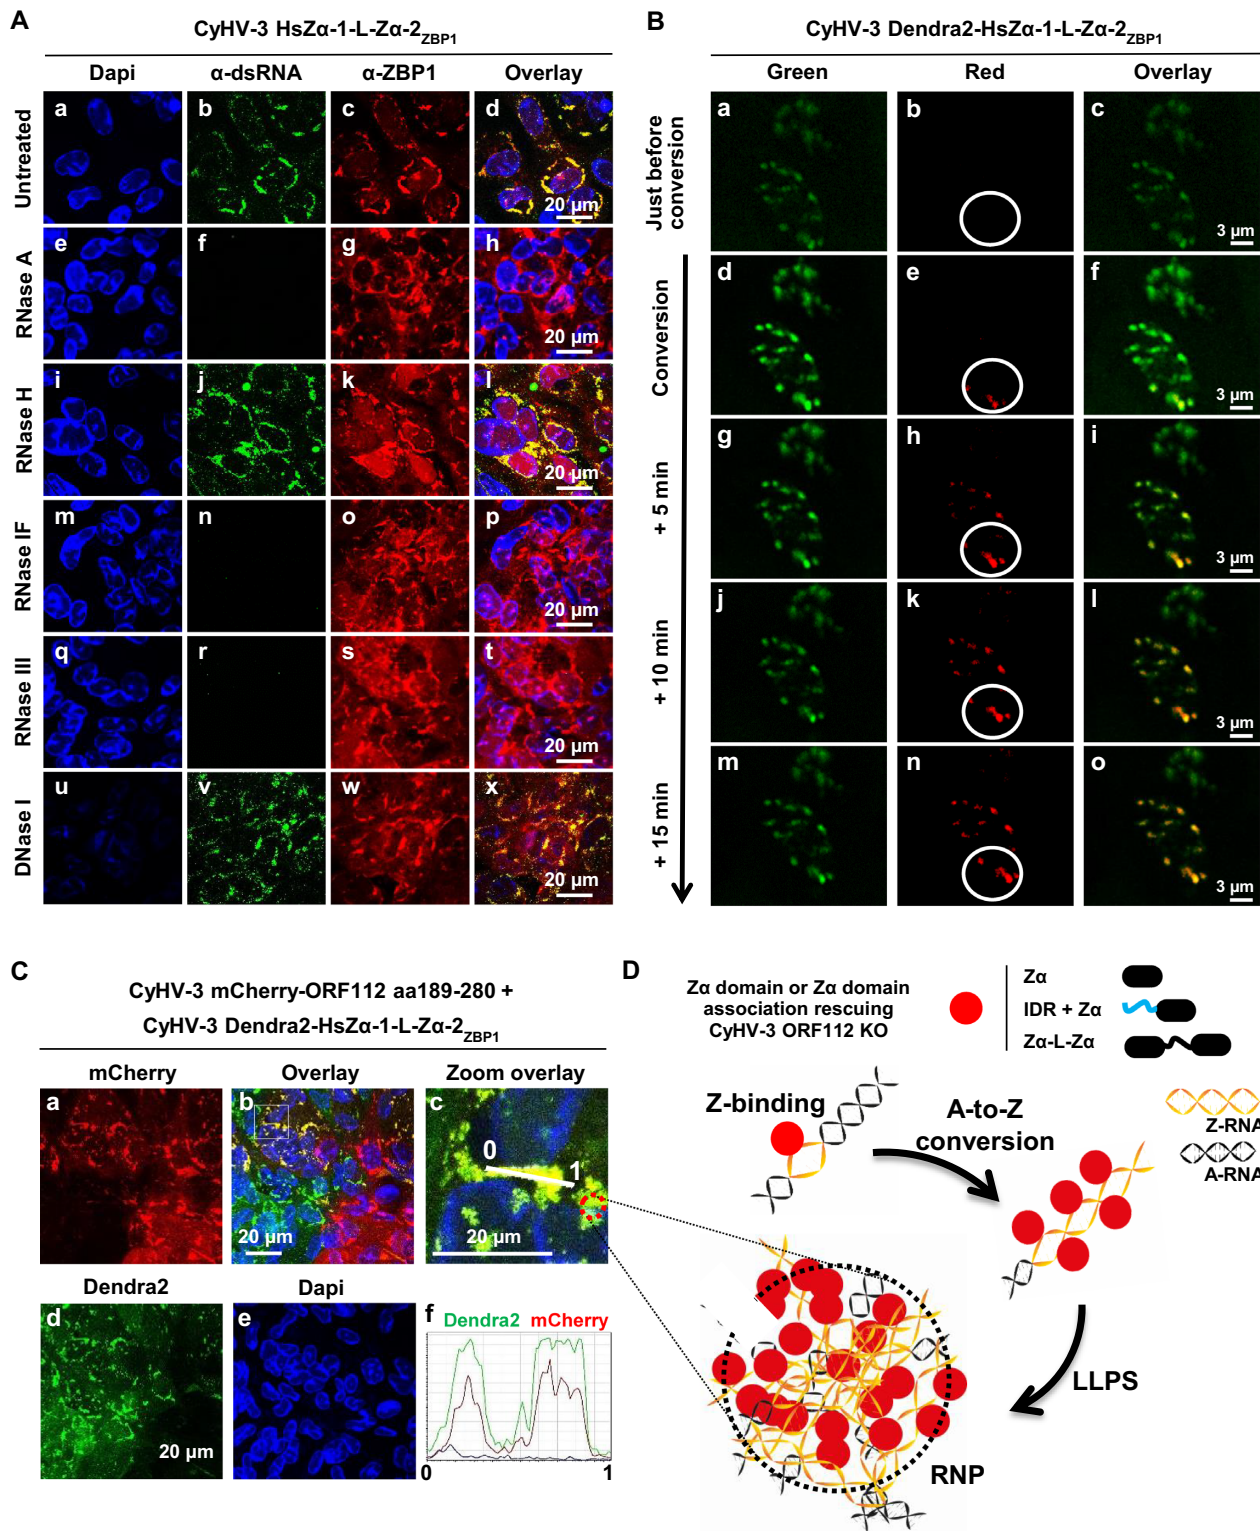 A
CyHV-3 HsZα-1-L-Zα-2ZBP1
Dapi α-dsRNA α-ZBP1 Overlay
Untreated
a b c d
20 µm
RNase A
e f g h
20 µm
RNase H
i j k l
20 µm
RNase IF
m n o p
20 µm
RNase III
q r s t
20 µm
DNase I
u v w x
20 µm
B
CyHV-3 Dendra2-HsZα-1-L-Zα-2ZBP1
Green Red Overlay
Just before
conversion
a b c
3 µm
Conversion
d e f
3 µm
+ 5 min
g h i
3 µm
+ 10 min
j k l
3 µm
+ 15 min
m n o
3 µm
C
CyHV-3 mCherry-ORF112 aa189-280 +
CyHV-3 Dendra2-HsZα-1-L-Zα-2ZBP1
mCherry Overlay Zoom overlay
a b c
0
1
20 µm
20 µm
Dendra2 Dapi
d e f
Dendra2 mCherry
20 µm
0 1
D
Zα domain or Zα domain
association rescuing
CyHV-3 ORF112 KO
Zα
IDR + Zα
Zα-L-Zα
Z-binding
A-to-Z
conversion
Z-RNA
A-RNA
LLPS
RNP